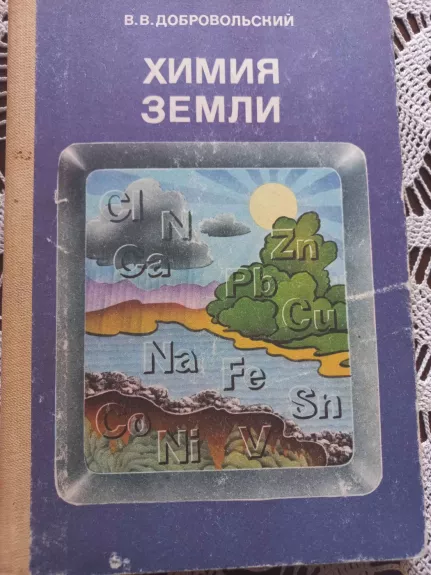 В. В. ДОБРОВОЛЬСКИЙ
ХИМИЯ
ЗЕМЛИ
Cl N Zn
Ca Pb
Cu
Na Fe
Sn
Co Ni V